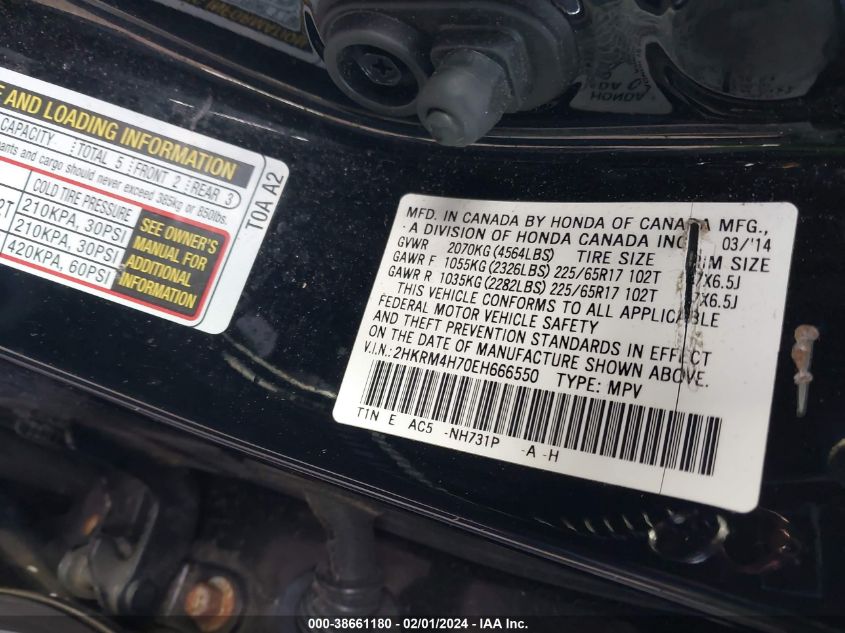 E AND LOADING INFORMATION
CAPACITY TOTAL 5 FRONT 2 REAR 3
pants and cargo should never exceed 385kg or 850lbs.
COLD TIRE PRESSURE
210KPA, 30PSI
210KPA, 30PSI
420KPA, 60PSI
SEE OWNER'S
MANUAL FOR
ADDITIONAL
INFORMATION
T0A A2
MFD. IN CANADA BY HONDA OF CANADA MFG.,
A DIVISION OF HONDA CANADA INC. 03/'14
GVWR 2070KG (4564LBS) TIRE SIZE RIM SIZE
GAWR F 1055KG (2326LBS) 225/65R17 102T 17X6.5J
GAWR R 1035KG (2282LBS) 225/65R17 102T 17X6.5J
THIS VEHICLE CONFORMS TO ALL APPLICABLE
FEDERAL MOTOR VEHICLE SAFETY
AND THEFT PREVENTION STANDARDS IN EFFECT
ON THE DATE OF MANUFACTURE SHOWN ABOVE.
V.I.N.: 2HKRM4H70EH666550 TYPE: MPV
T1N E AC5 -NH731P -A -H
000-38661180 - 02/01/2024 - IAA Inc.